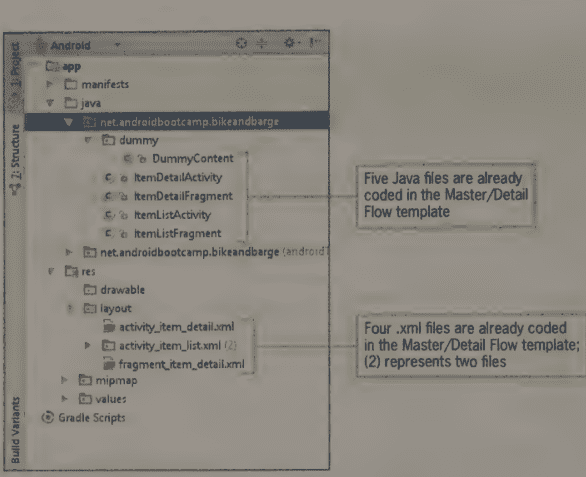 Android
1: Project
7: Structure
Build Variants
app
manifests
java
net.androidbootcamp.bikeandbarge
dummy
DummyContent
ItemDetailActivity
ItemDetailFragment
ItemListActivity
ItemListFragment
net.androidbootcamp.bikeandbarge (androidT
res
drawable
layout
activity_item_detail.xml
activity_item_list.xml (2)
fragment_item_detail.xml
mipmap
values
Gradle Scripts
Five Java files are already
coded in the Master/Detail
Flow template
Four .xml files are already coded
in the Master/Detail Flow template;
(2) represents two files